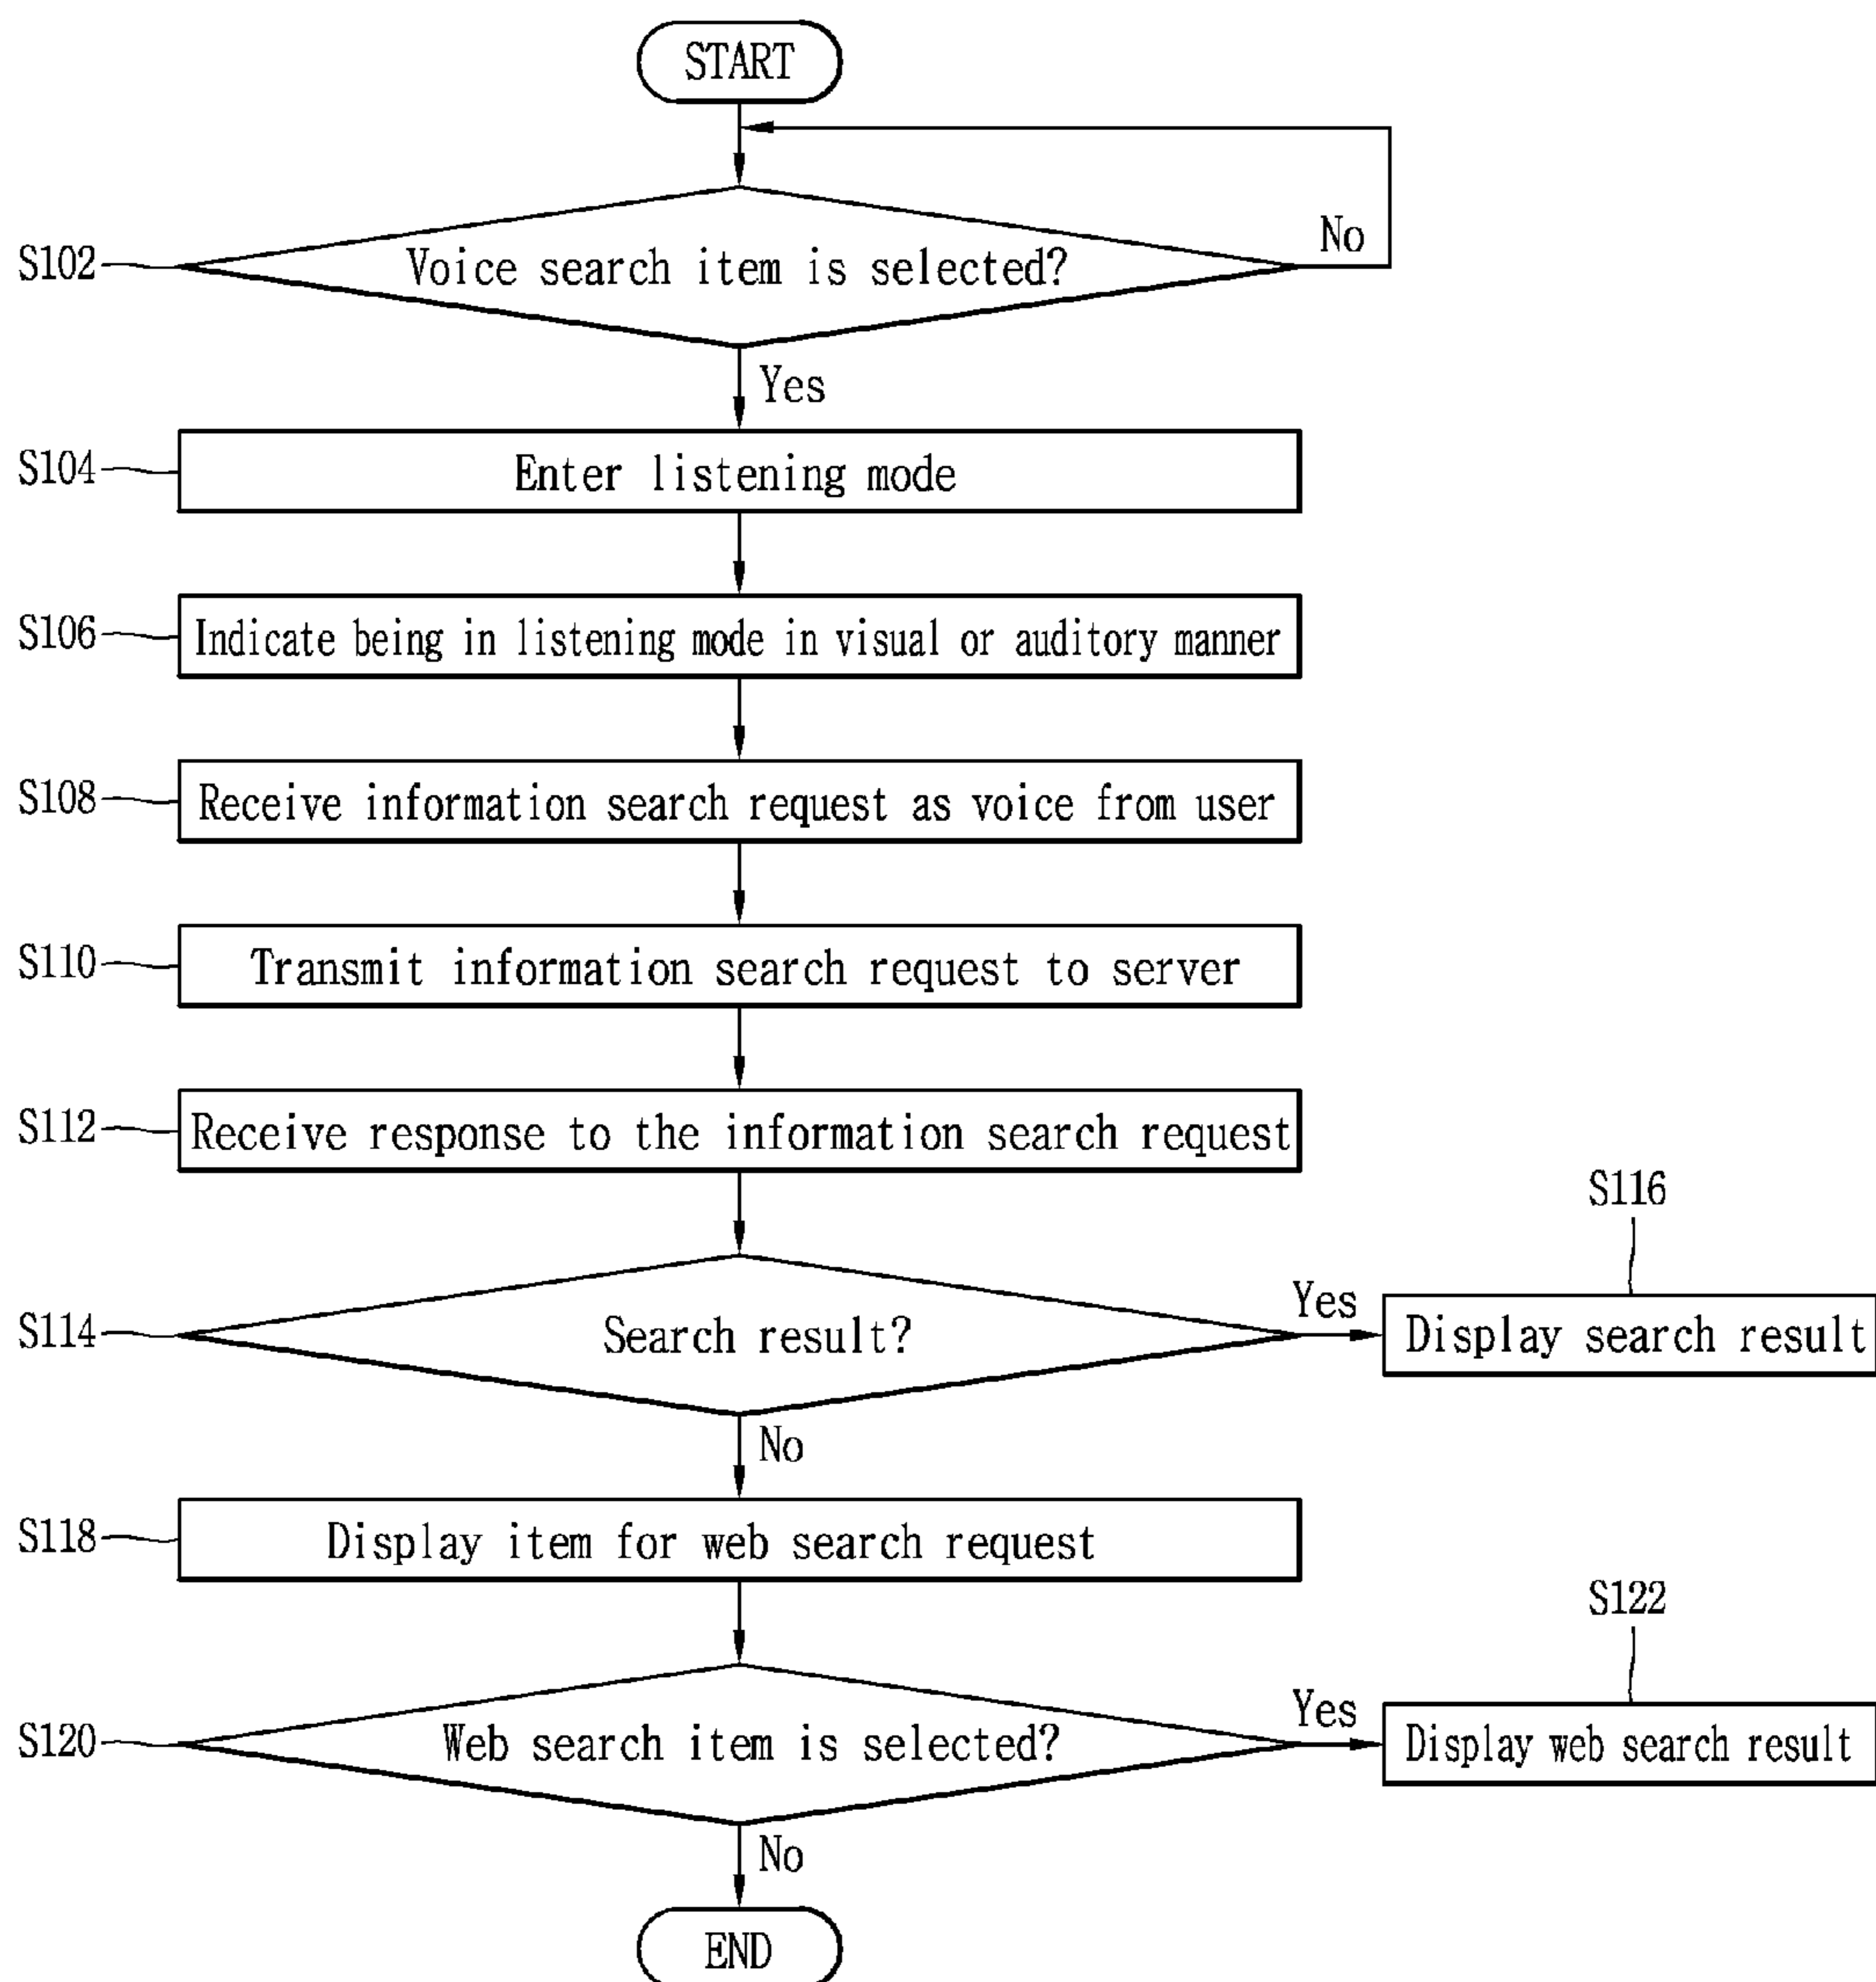 START
No
S102
Voice search item is selected?
Yes
S104
Enter listening mode
S106
Indicate being in listening mode in visual or auditory manner
S108
Receive information search request as voice from user
S110
Transmit information search request to server
S112
Receive response to the information search request
S116
S114
Search result?
Yes
Display search result
No
S118
Display item for web search request
S122
S120
Web search item is selected?
Yes
Display web search result
No
END